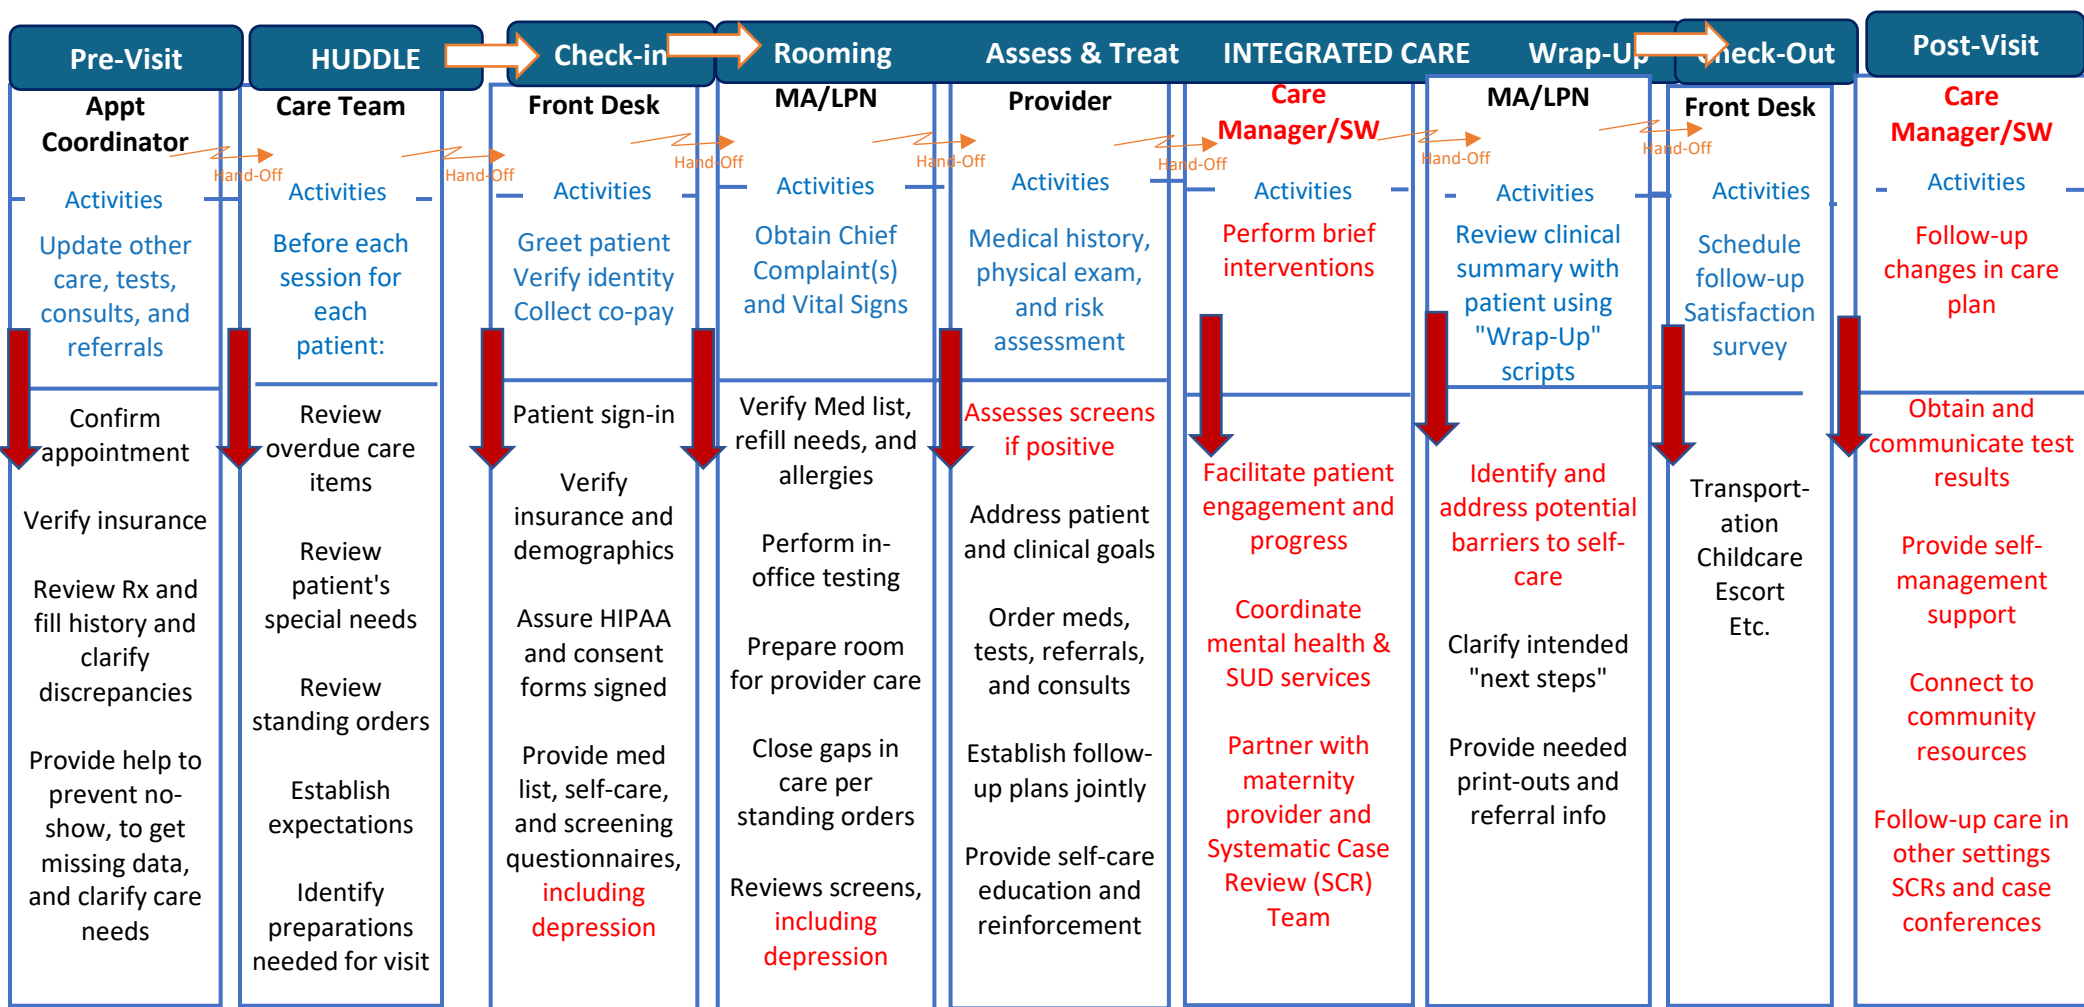 Pre-Visit
Appt
Coordinator
Hand-Off
Activities
Update other
care, tests,
consults, and
referrals
Confirm
appointment
Verify insurance
Review Rx and
fill history and
clarify
discrepancies
Provide help to
prevent no-
show, to get
missing data,
and clarify care
needs
HUDDLE
Care Team
Hand-Off
Activities
Before each
session for
each
patient:
Review
overdue care
items
Review
patient's
special needs
Review
standing orders
Establish
expectations
Identify
preparations
needed for visit
Check-in
Front Desk
Hand-Off
Activities
Greet patient
Verify identity
Collect co-pay
Patient sign-in
Verify
insurance and
demographics
Assure HIPAA
and consent
forms signed
Provide med
list, self-care,
and screening
questionnaires,
including
depression
Rooming
MA/LPN
Hand-Off
Activities
Obtain Chief
Complaint(s)
and Vital Signs
Verify Med list,
refill needs, and
allergies
Perform in-
office testing
Prepare room
for provider care
Close gaps in
care per
standing orders
Reviews screens,
including
depression
Assess & Treat
Provider
Hand-Off
Activities
Medical history,
physical exam,
and risk
assessment
Assesses screens
if positive
Address patient
and clinical goals
Order meds,
tests, referrals,
and consults
Establish follow-
up plans jointly
Provide self-care
education and
reinforcement
INTEGRATED CARE
Care
Manager/SW
Hand-Off
Activities
Perform brief
interventions
Facilitate patient
engagement and
progress
Coordinate
mental health &
SUD services
Partner with
maternity
provider and
Systematic Case
Review (SCR)
Team
Wrap-Up
MA/LPN
Hand-Off
Activities
Review clinical
summary with
patient using
"Wrap-Up"
scripts
Identify and
address potential
barriers to self-
care
Clarify intended
"next steps"
Provide needed
print-outs and
referral info
Check-Out
Front Desk
Activities
Schedule
follow-up
Satisfaction
survey
Transport-
ation
Childcare
Escort
Etc.
Post-Visit
Care
Manager/SW
Activities
Follow-up
changes in care
plan
Obtain and
communicate test
results
Provide self-
management
support
Connect to
community
resources
Follow-up care in
other settings
SCRs and case
conferences